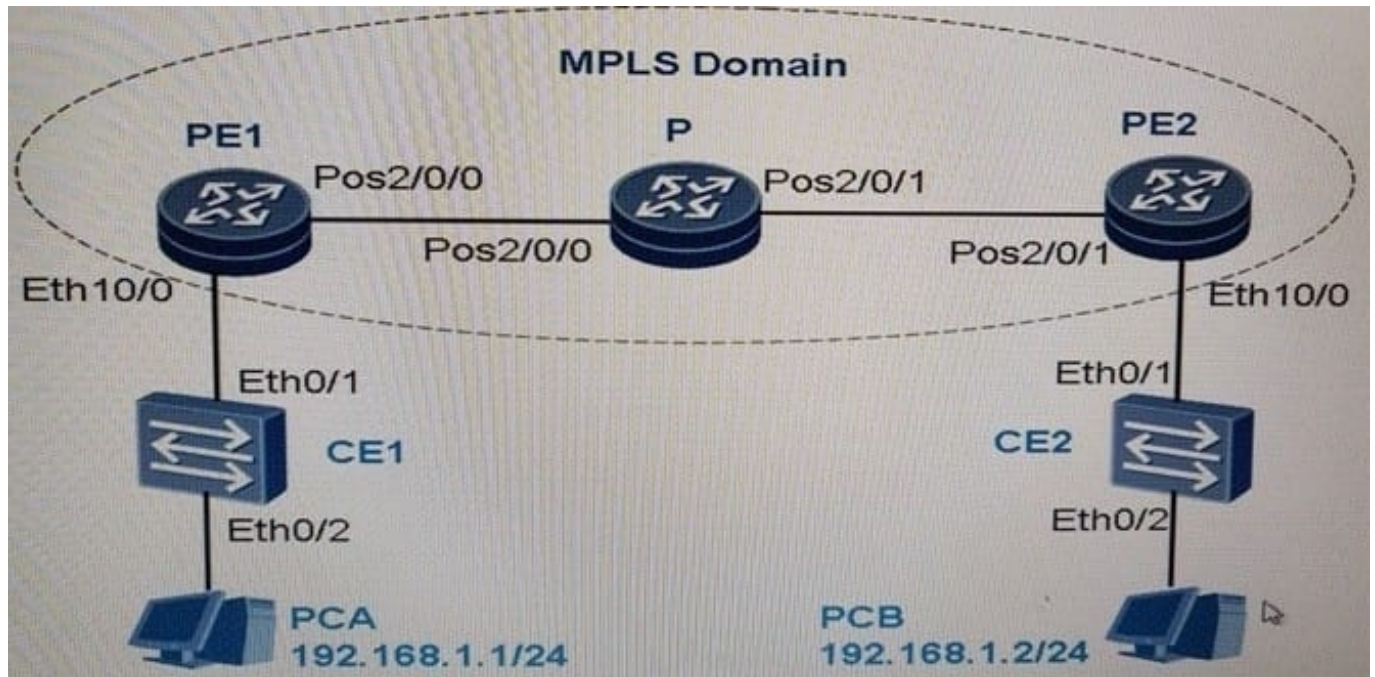 MPLS Domain
PE1
P
PE2
Pos2/0/0
Pos2/0/1
Pos2/0/0
Pos2/0/1
Eth10/0
Eth10/0
Eth0/1
Eth0/1
CE1
CE2
Eth0/2
Eth0/2
PCA
192.168.1.1/24
PCB
192.168.1.2/24